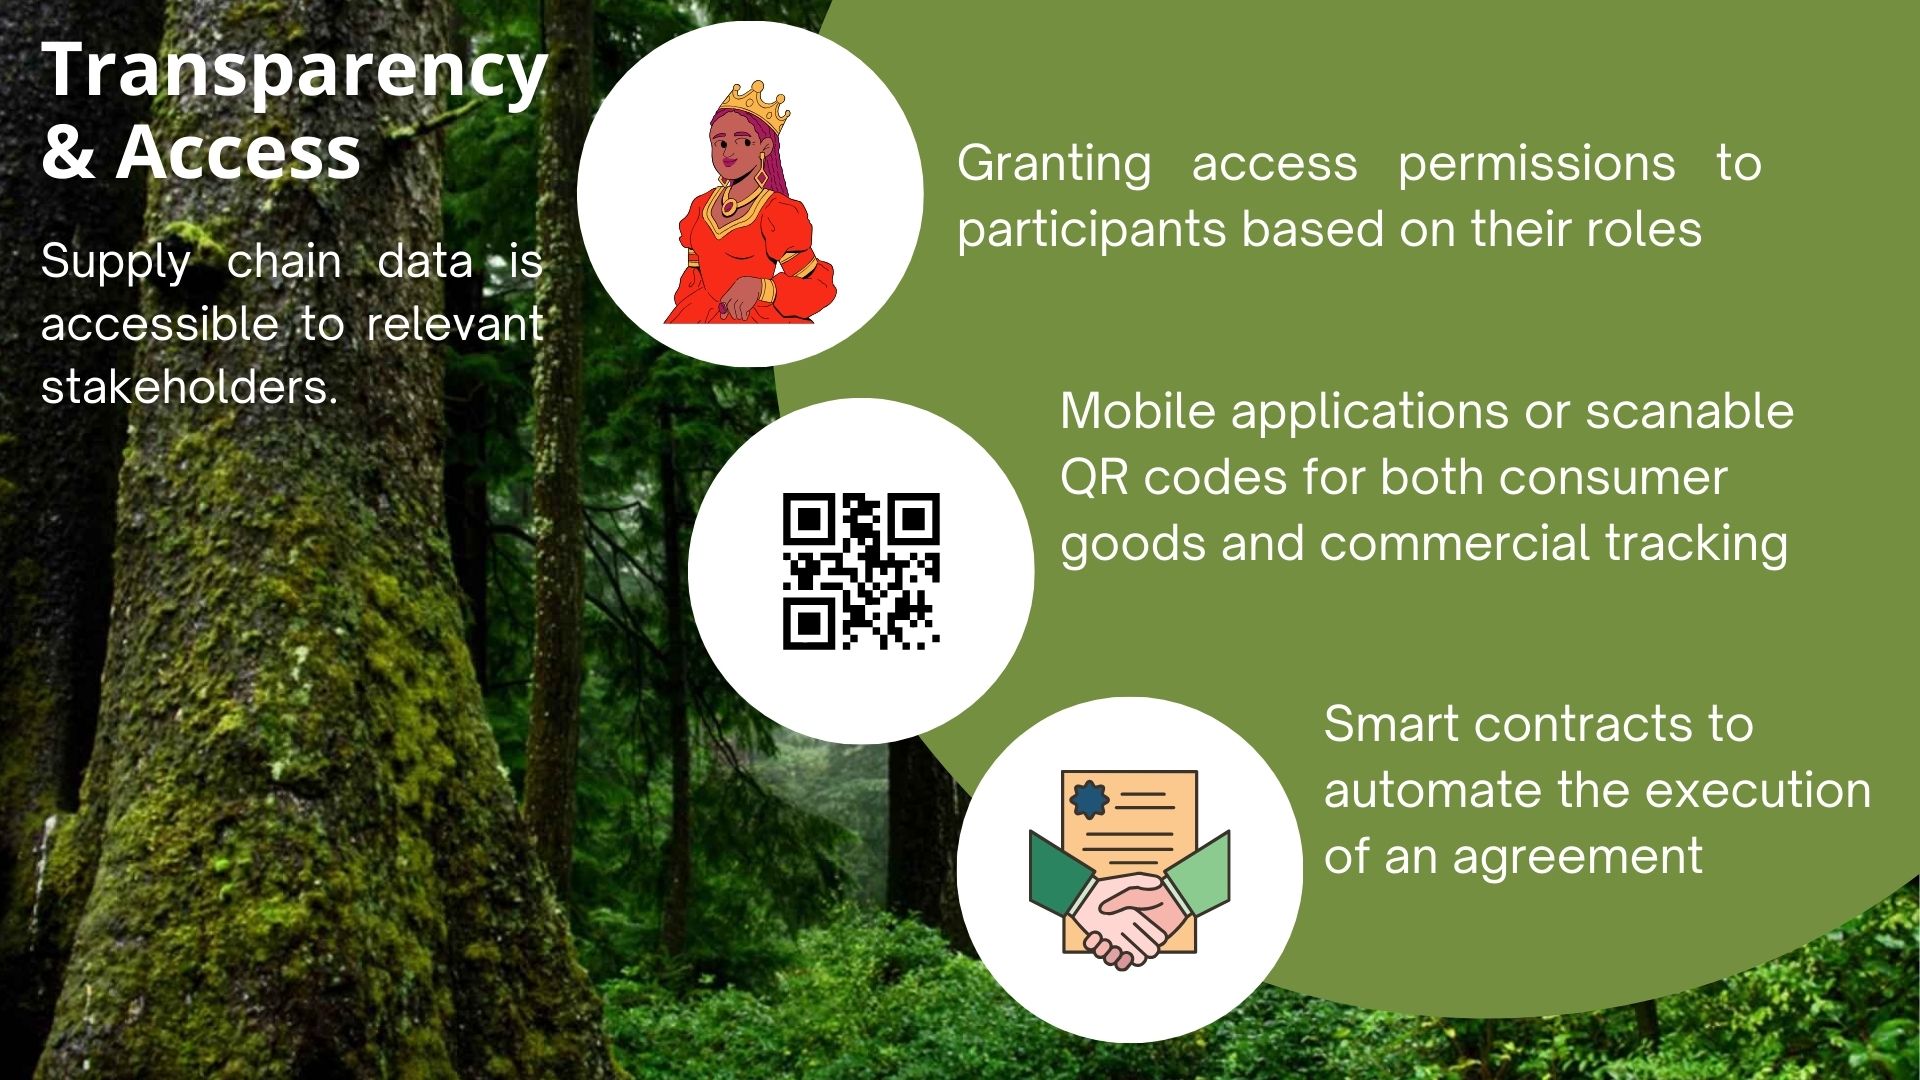 Transparency
& Access
Supply chain data is
accessible to relevant
stakeholders.
Granting access permissions to
participants based on their roles
Mobile applications or scanable
QR codes for both consumer
goods and commercial tracking
Smart contracts to
automate the execution
of an agreement